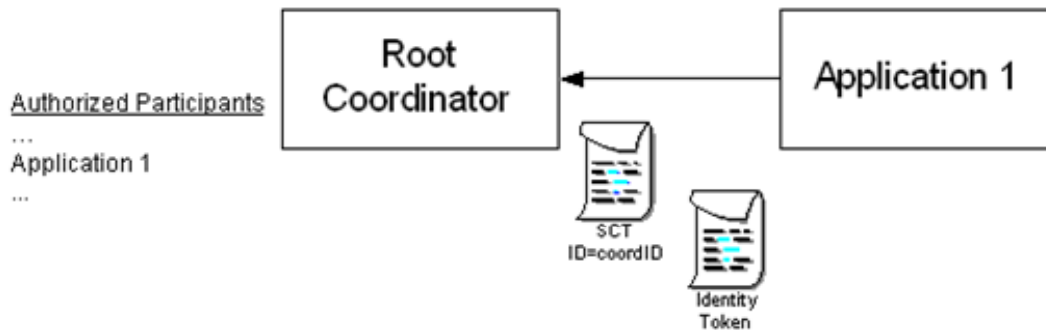 Authorized Participants
...
Application 1
...
Root
Coordinator
Application 1
SCT
ID=coordID
Identity
Token